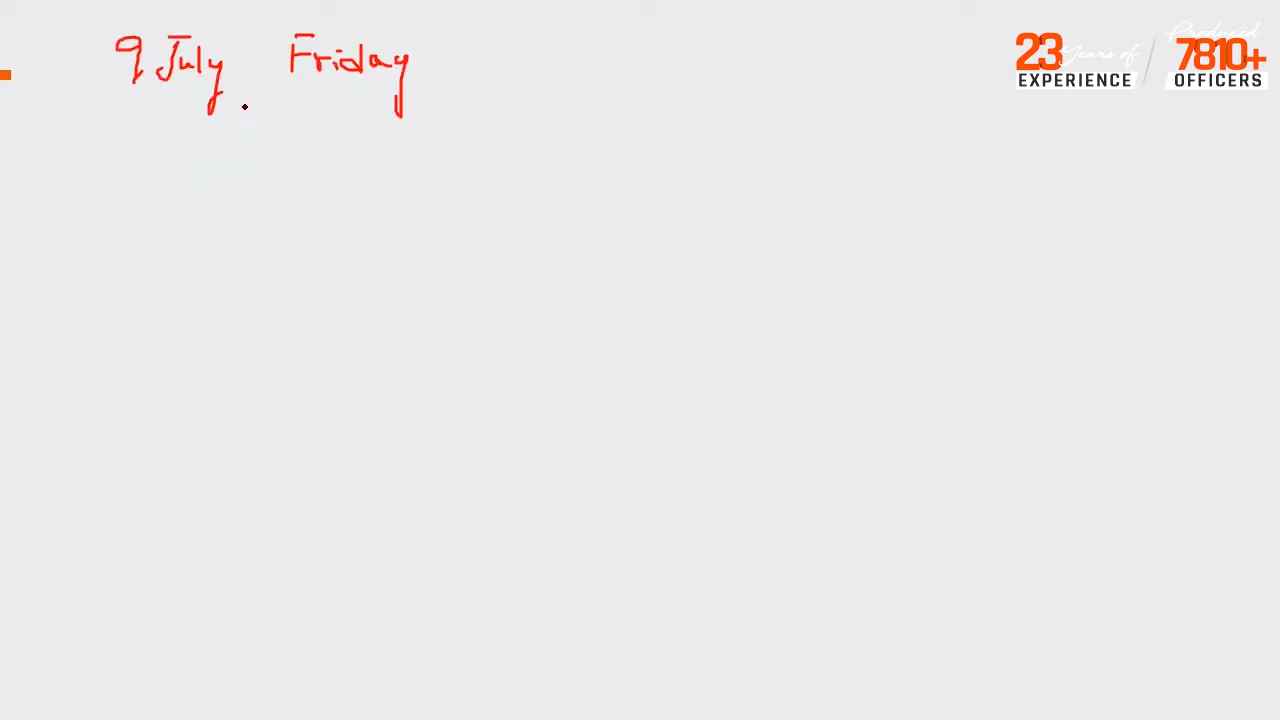 9 July Friday
23 Years of
EXPERIENCE
Produced
7810+
OFFICERS